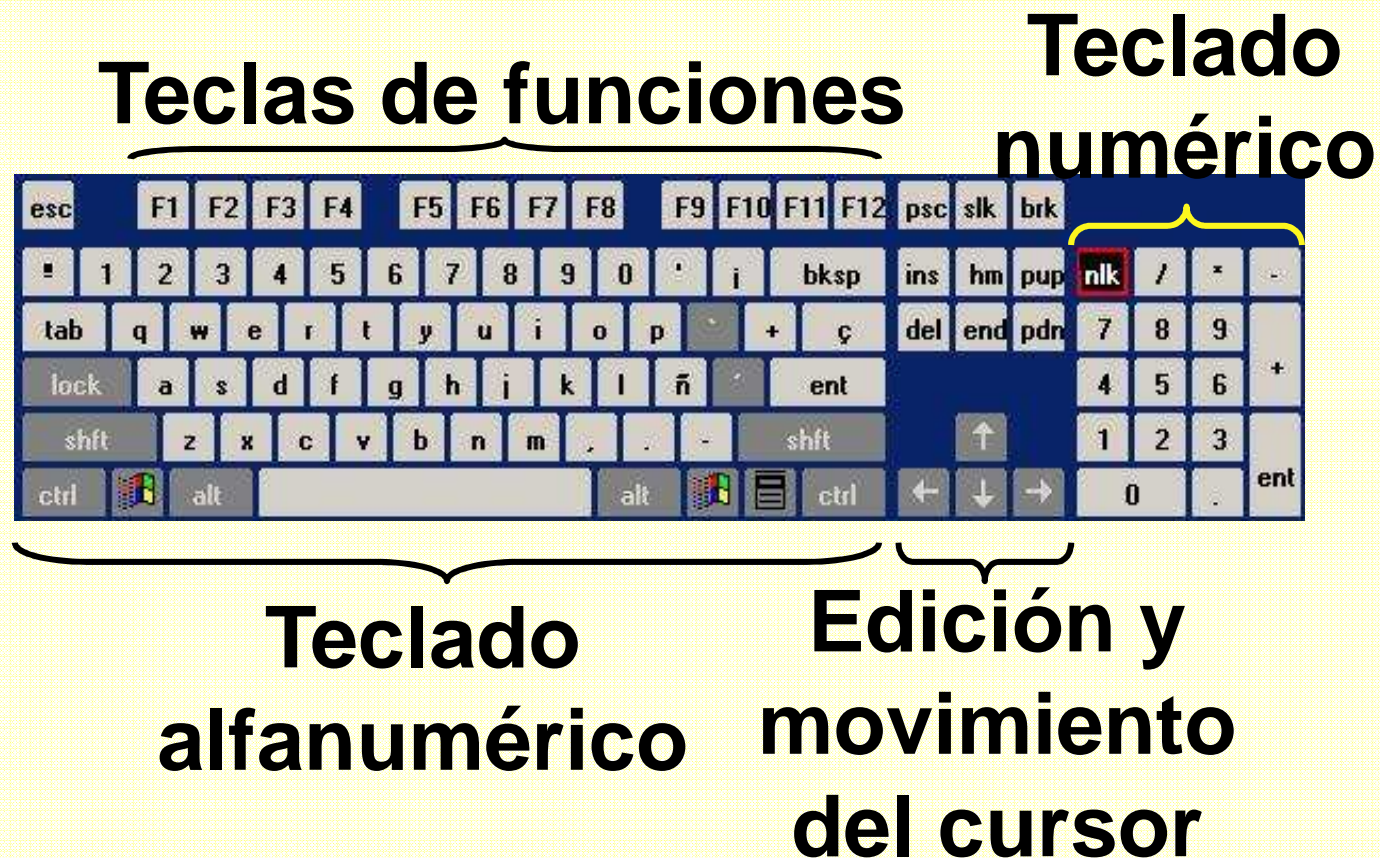 Teclado
numérico
Teclas de funciones
esc F1 F2 F3 F4 F5 F6 F7 F8 F9 F10 F11 F12 psc slk brk
º 1 2 3 4 5 6 7 8 9 0 ' ¡ bksp ins hm pup nlk / * -
tab q w e r t y u i o p ` + ç del end pdn 7 8 9 +
lock a s d f g h j k l ñ ´ ent 4 5 6
shft z x c v b n m , . - shft ↑ 1 2 3 ent
ctrl alt alt ctrl ← ↓ → 0 .
Teclado
alfanumérico
Edición y
movimiento
del cursor